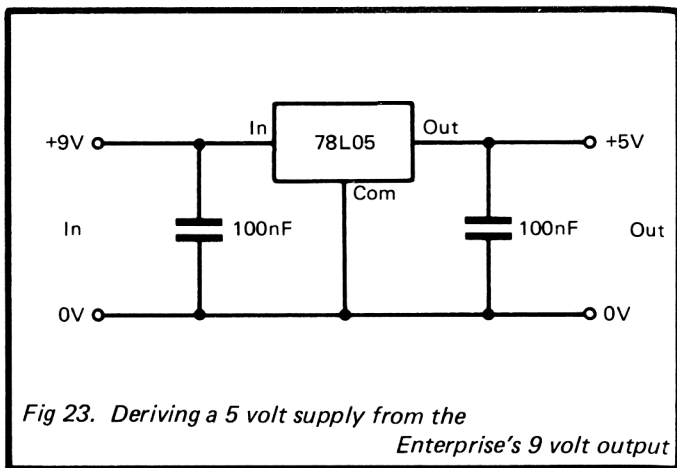 In
78L05
Out
+9V
+5V
Com
In
100nF
100nF
Out
0V
0V
Fig 23. Deriving a 5 volt supply from the
Enterprise's 9 volt output